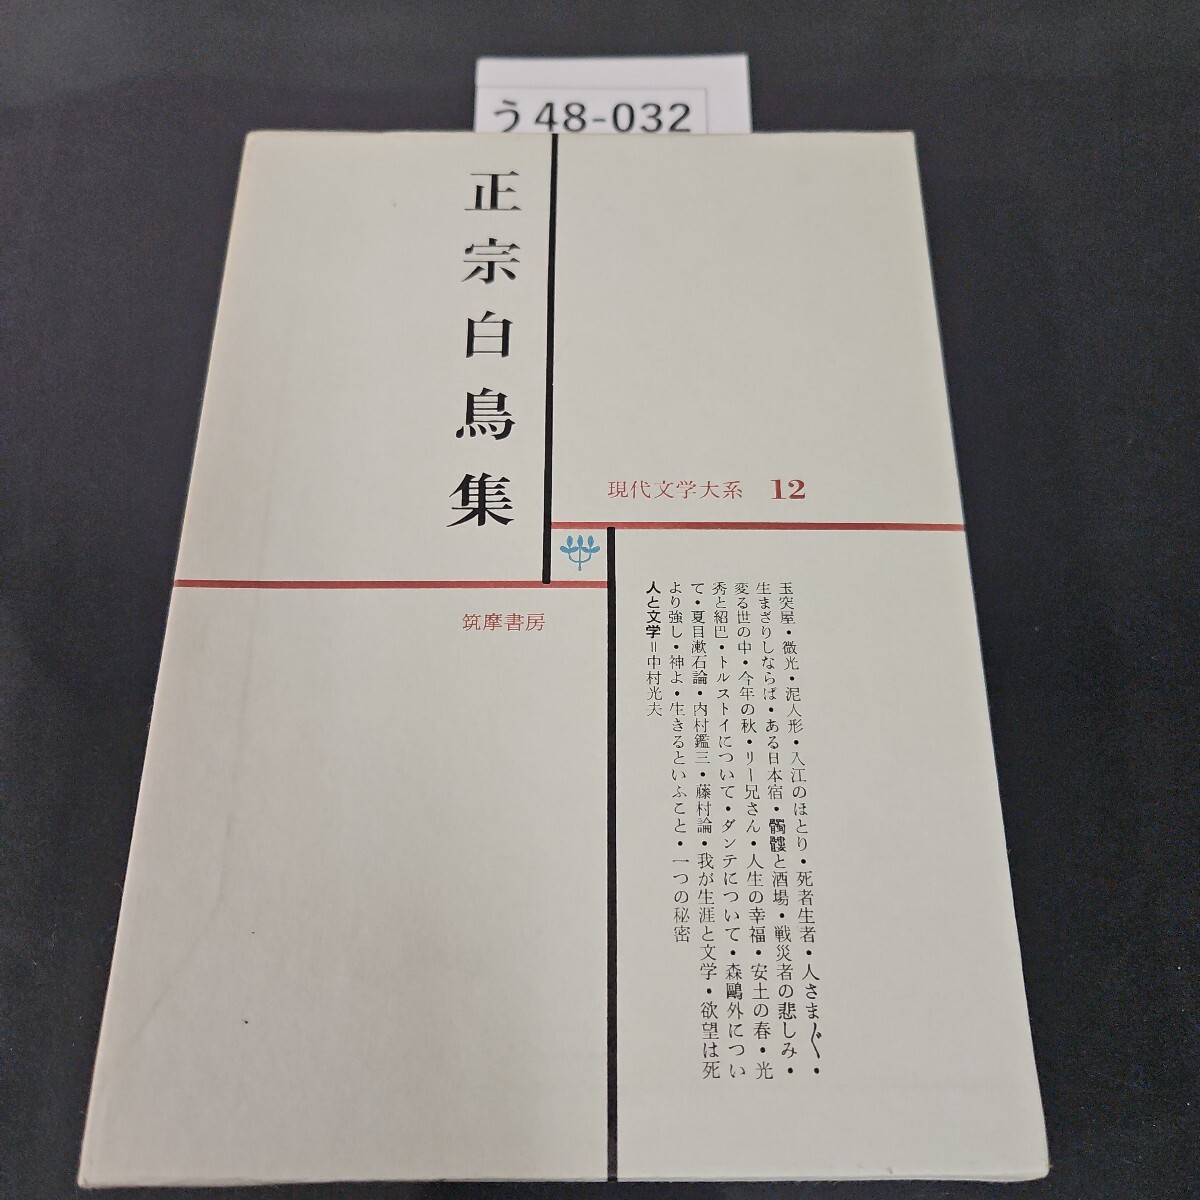 う48-032
正宗白鳥集
現代文学大系 12
筑摩書房
玉突屋・微光・泥人形・入江のほとり・死者生者・人さま〴〵・
生まざりしならば・ある日本宿・髑髏と酒場・戦災者の悲しみ・
変る世の中・今年の秋・リー兄さん・人生の幸福・安土の春・光
秀と紹巴・トルストイについて・ダンテについて・森鷗外につい
て・夏目漱石論・内村鑑三・藤村論・我が生涯と文学・欲望は死
より強し・神よ・生きるといふこと・一つの秘密
人と文学＝中村光夫